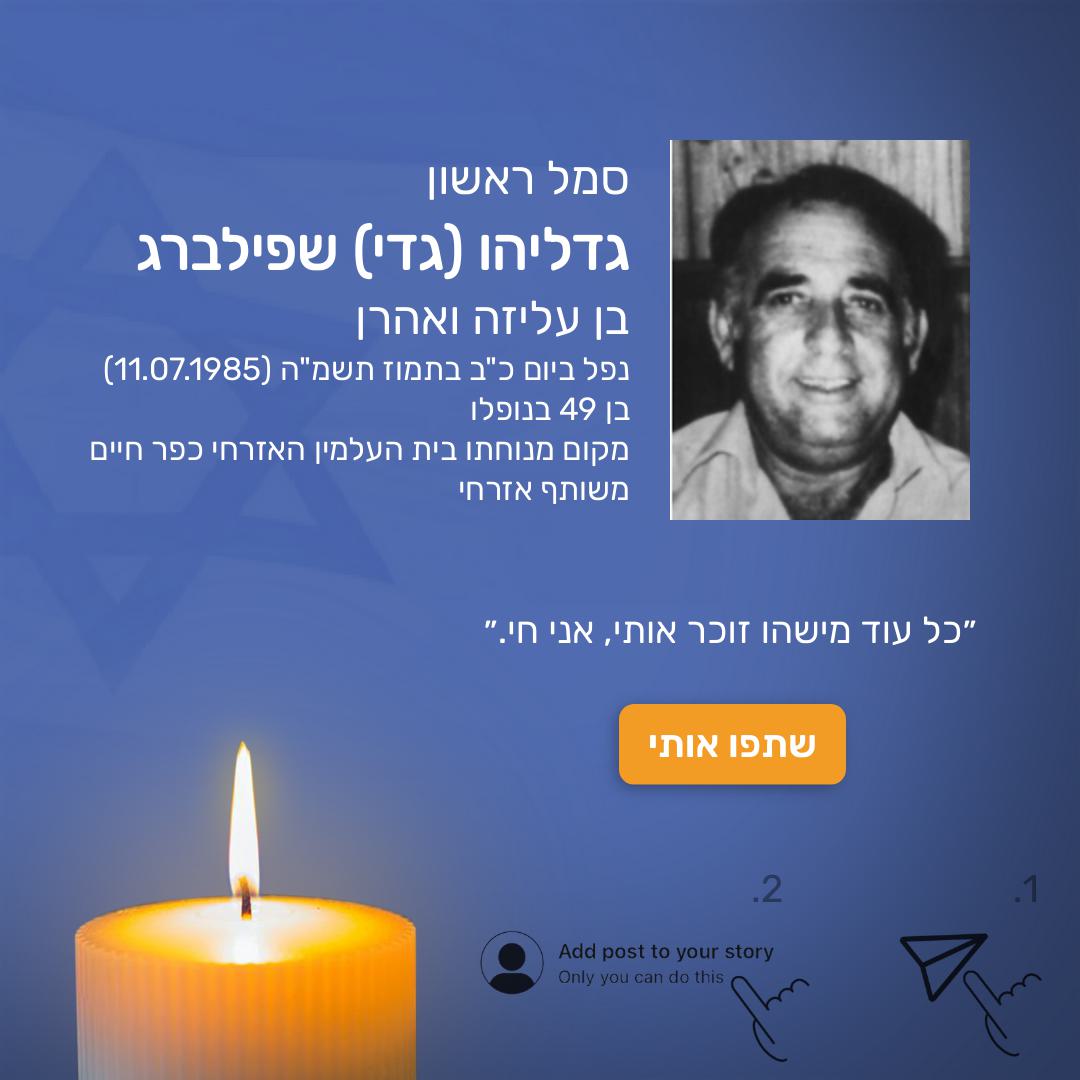 סמל ראשון
גדליהו (גדי) שפילברג
בן עליזה ואהרן
נפל ביום כ"ב בתמוז תשמ"ה (11.07.1985)
בן 49 בנופלו
מקום מנוחתו בית העלמין האזרחי כפר חיים
משותף אזרחי
״כל עוד מישהו זוכר אותי, אני חי.״
שתפו אותי
.1
.2
Add post to your story
Only you can do this